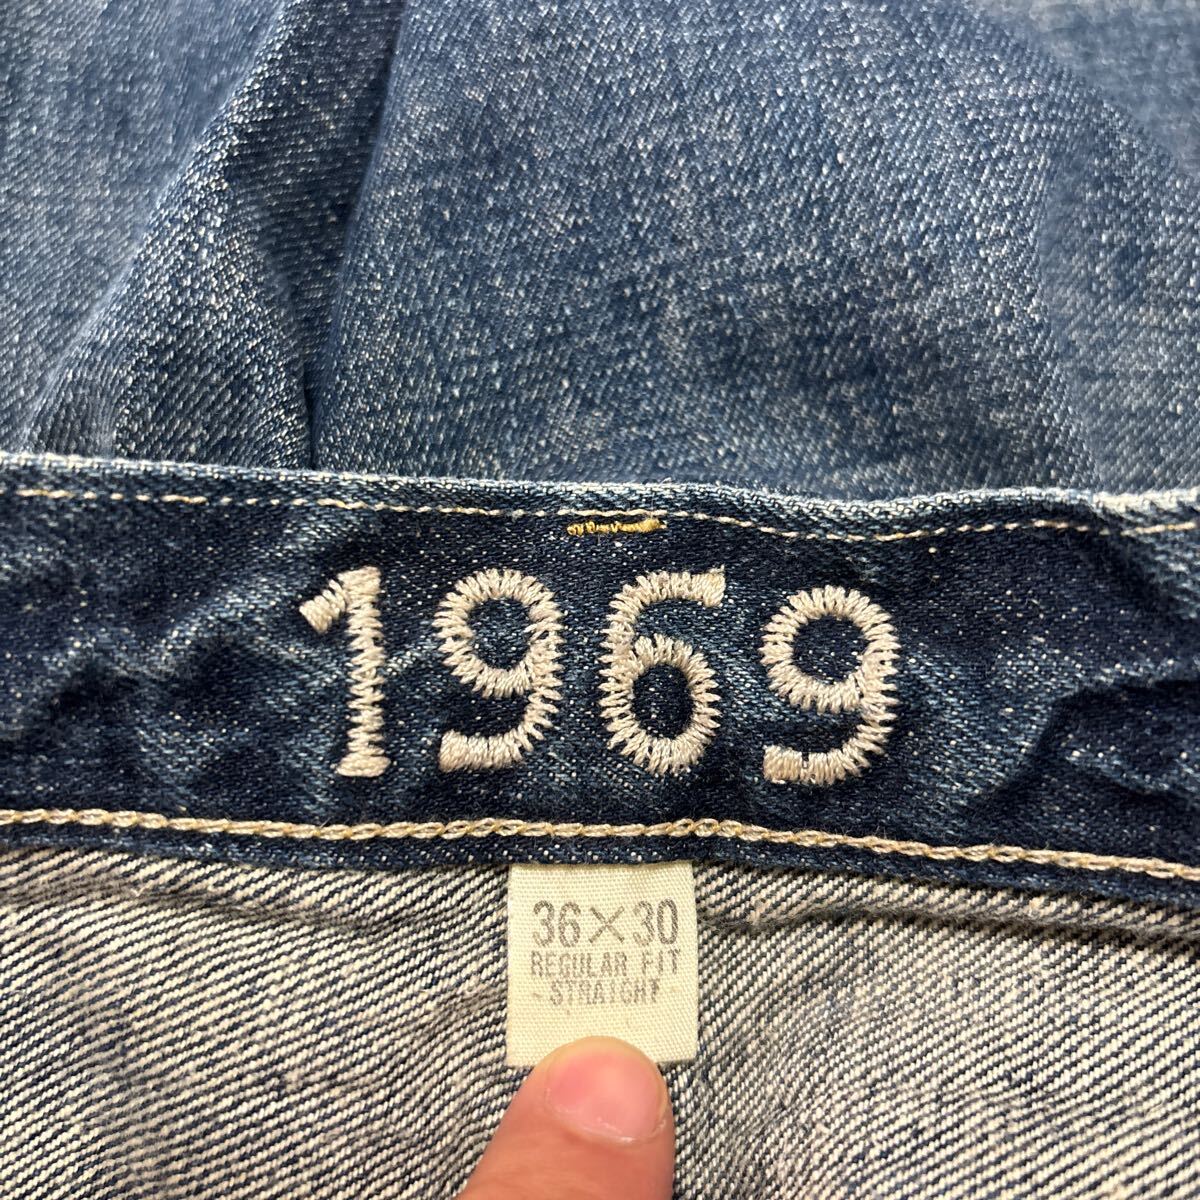 1969
36×30
REGULAR FIT
- STRAIGHT -